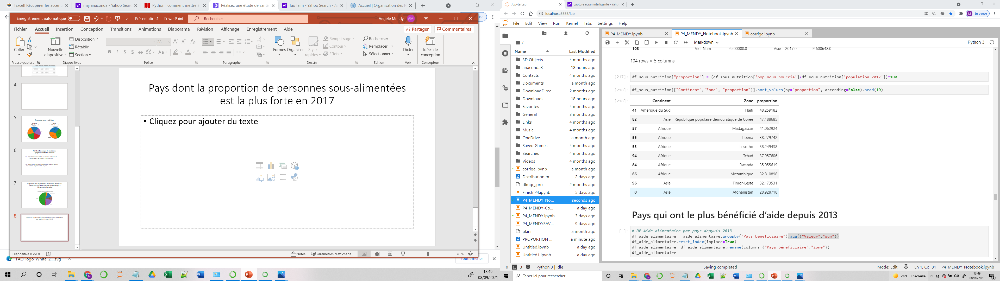 [Excel] Récupérer les accent
maj anaconda - Yahoo Sear
Python : comment mettre à
Réalisez une étude de santé
fao faim - Yahoo Search - A
Accueil | Organisation des N
Enregistrement automatique
Présentation1 - PowerPoint
Rechercher
Angele Mendy
AM
Fichier Accueil Insertion Conception Transitions Animations Diaporama Révision Affichage Enregistrement Aide
Partager
Commentaires
Coller
Nouvelle diapositive
Disposition
Rétablir
Section
28
G I S S ab AV Aa A
Formes Organiser Styles rapides
Remplissage
Contour
Effets
Rechercher
Remplacer
Sélectionner
Dicter
Idées de conception
Presse-papiers Diapositives Police Paragraphe Dessin Édition Voix Concepteur
4
5
Types de sous nutrition
6
Nombre théorique de personnes
qui pourraient être nourries
7
Proportion des disponibilités intérieures attribués à
l'alimentation animale, perdue et utilisées pour
l'alimentation humaine
8
Pays dont la proportion de personnes sous-alimentées
est la plus forte en 2017
Pays dont la proportion de personnes sous-alimentées
est la plus forte en 2017
• Cliquez pour ajouter du texte
Diapositive 8 de 8
Notes
Paramètres d'affichage
76 %
FAO_logo_White_2....svg
Tout afficher
13:49
08/09/2021
JupyterLab
capture ecran intelligente - Yaho
localhost:8888/lab
M En pause
File Edit View Run Kernel Tabs Settings Help
/
Name Last Modified
3D Objects 4 months ago
anaconda3 18 hours ago
Contacts 4 months ago
Documents a month ago
DownloadDirec... 2 months ago
Downloads 18 hours ago
Favorites 4 months ago
General 3 months ago
Links 4 months ago
Music 4 months ago
OneDrive a month ago
Saved Games 4 months ago
Searches 4 months ago
Videos 4 months ago
corrige.ipynb a month ago
Distribution m... 2 days ago
dlmgr_.pro 2 months ago
Finish P4.ipynb 5 days ago
P4_MENDY_No... seconds ago
P4_MENDY-Co... a day ago
P4_MENDY.ipynb 3 days ago
P4_MENDYSAV... 9 days ago
pl.ini a month ago
PROPORTION ... a minute ago
Untitled.ipynb a day ago
Untitled1.ipynb a day ago
P4_MENDY.ipynb
P4_MENDY_Notebook.ipynb
corrige.ipynb
Markdown
Python 3
103 Viet Nam 6500000.0 Asie 2017.0 94600648.0
104 rows × 5 columns
[217]: df_sous_nutrition["proportion"] = (df_sous_nutrition['pop_sous_nourrie']/df_sous_nutrition['population_2017'])*100
[218]: df_sous_nutrition[["Continent",'Zone', "proportion"]].sort_values(by="proportion", ascending=False).head(10)
[218]: Continent Zone proportion
41 Amérique du Sud Haïti 48.259182
82 Asie République populaire démocratique de Corée 47.188685
57 Afrique Madagascar 41.062924
55 Afrique Libéria 38.279742
53 Afrique Lesotho 38.249438
94 Afrique Tchad 37.957606
84 Afrique Rwanda 35.055619
66 Afrique Mozambique 32.810898
96 Asie Timor-Leste 32.173531
0 Asie Afghanistan 28.928718
Pays qui ont le plus bénéficié d'aide depuis 2013
[ ]: # DF Aide alimentaire par pays depyuis 2013
df_aide_alimentaire = aide_alimentaire.groupby("Pays_bénéficiaire").agg({"Valeur":"sum"})
df_aide_alimentaire.reset_index(inplace=True)
df_aide_alimentaire= df_aide_alimentaire.rename(columns={"Pays_bénéficiaire":"Zone"})
df_aide_alimentaire
0 3 Python 3 | Idle
Saving completed
Mode: Edit
Ln 1, Col 81
P4_MENDY_Notebook.ipynb
Taper ici pour rechercher
24°C Ensoleillé
13:49
08/09/2021